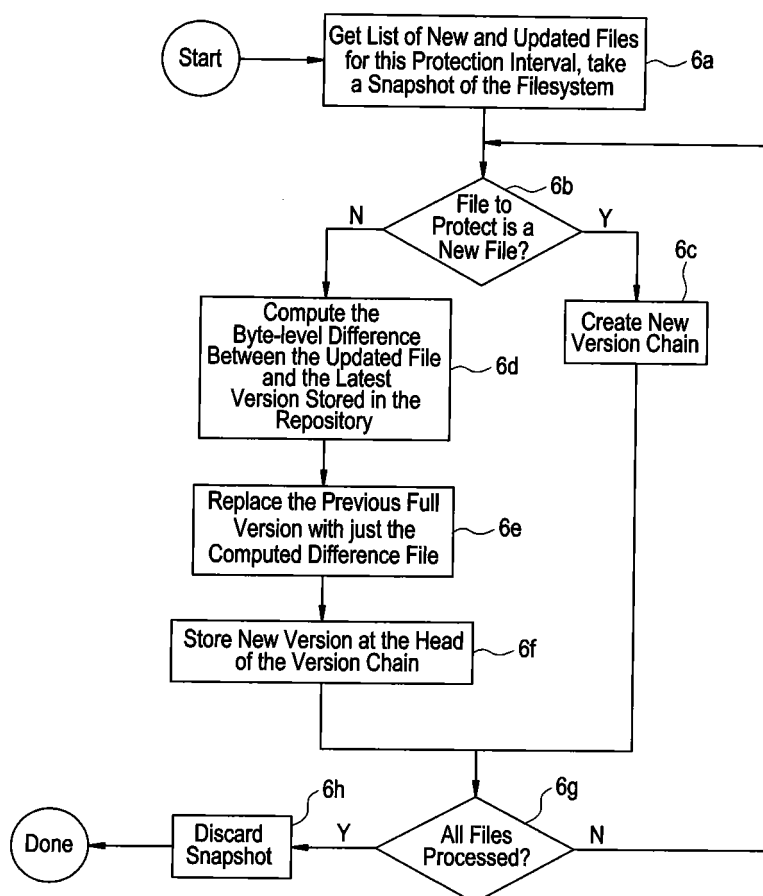 Start
Get List of New and Updated Files
for this Protection Interval, take
a Snapshot of the Filesystem
6a
6b
File to
Protect is a
New File?
N
Y
6c
Create New
Version Chain
Compute the
Byte-level Difference
Between the Updated File
and the Latest
Version Stored in the
Repository
6d
Replace the Previous Full
Version with just the
Computed Difference File
6e
Store New Version at the Head
of the Version Chain
6f
6g
All Files
Processed?
N
Y
6h
Discard
Snapshot
Done